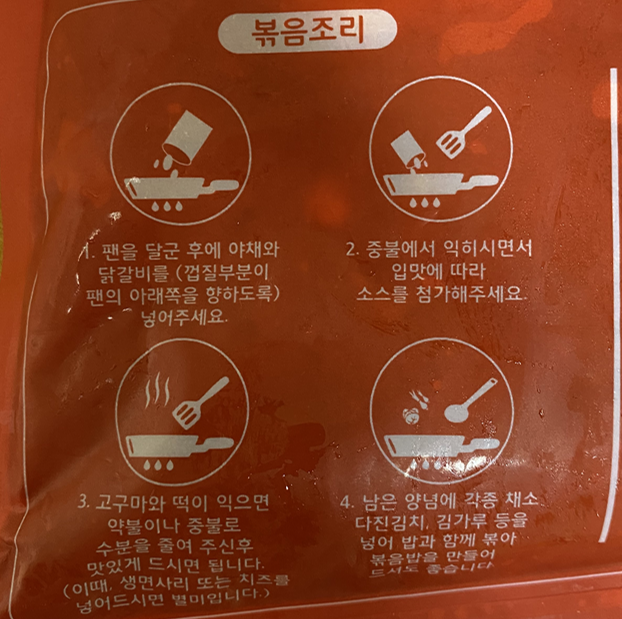 볶음조리
1. 팬을 달군 후에 야채와
닭갈비를 (껍질부분이
팬의 아래쪽을 향하도록)
넣어주세요.
2. 중불에서 익히시면서
입맛에 따라
소스를 첨가해주세요.
3. 고구마와 떡이 익으면
약불이나 중불로
수분을 줄여 주신후
맛있게 드시면 됩니다.
(이때, 생면사리 또는 치즈를
넣어드시면 별미입니다.)
4. 남은 양념에 각종 채소
다진김치, 김가루 등을
넣어 밥과 함께 볶아
볶음밥을 만들어
드셔도 좋습니다